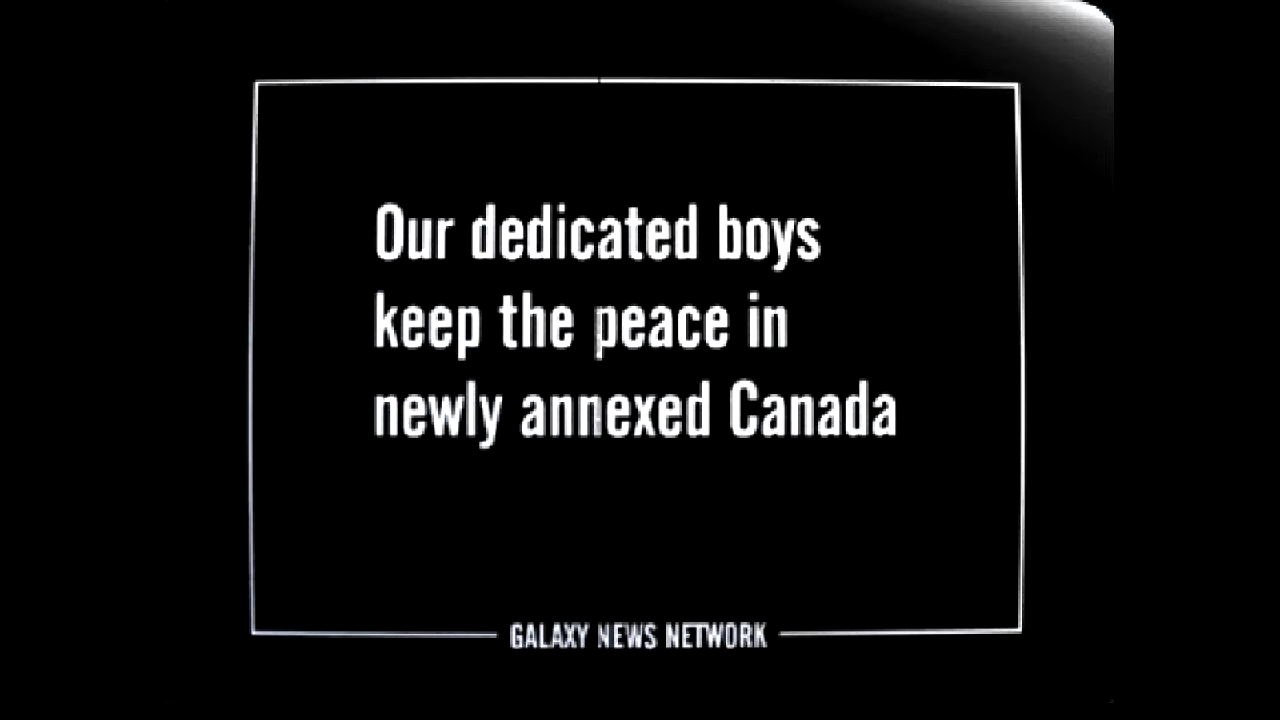 Our dedicated boys
keep the peace in
newly annexed Canada
GALAXY NEWS NETWORK